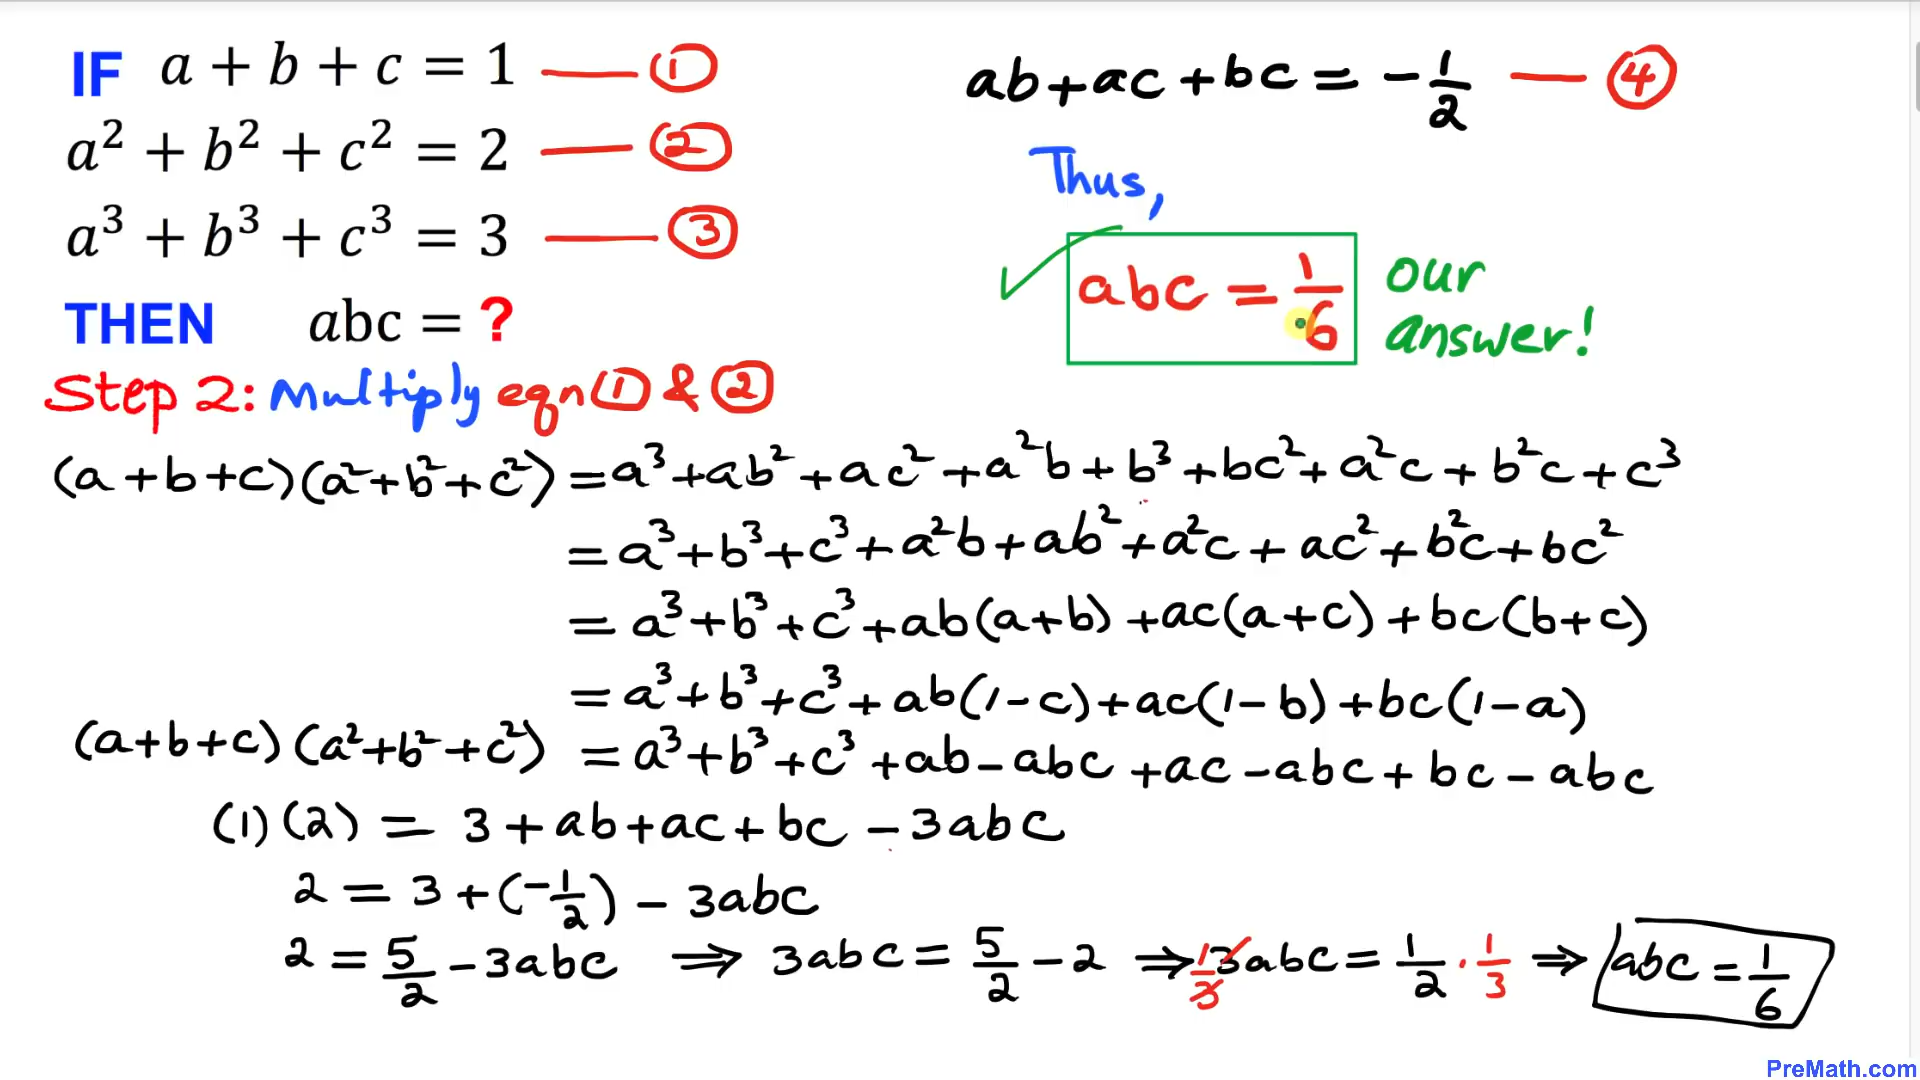 IF a + b + c = 1 —— ①
a² + b² + c² = 2 —— ②
a³ + b³ + c³ = 3 —— ③
THEN abc = ?
ab+ac+bc = -1/2 —— ④
Thus,
✓ abc = 1/6 our answer!
Step 2: Multiply eqn ① & ②
(a+b+c)(a²+b²+c²) = a³+ab²+ac²+a²b+b³+bc²+a²c+b²c+c³
= a³+b³+c³+a²b+ab²+a²c+ac²+b²c+bc²
= a³+b³+c³+ab(a+b)+ac(a+c)+bc(b+c)
= a³+b³+c³+ab(1-c)+ac(1-b)+bc(1-a)
(a+b+c)(a²+b²+c²) = a³+b³+c³+ab-abc+ac-abc+bc-abc
(1)(2) = 3+ab+ac+bc-3abc
2 = 3+(-1/2)-3abc
2 = 5/2-3abc ⇒ 3abc = 5/2-2 ⇒ 1/3 3abc = 1/2 · 1/3 ⇒ abc = 1/6
PreMath.com